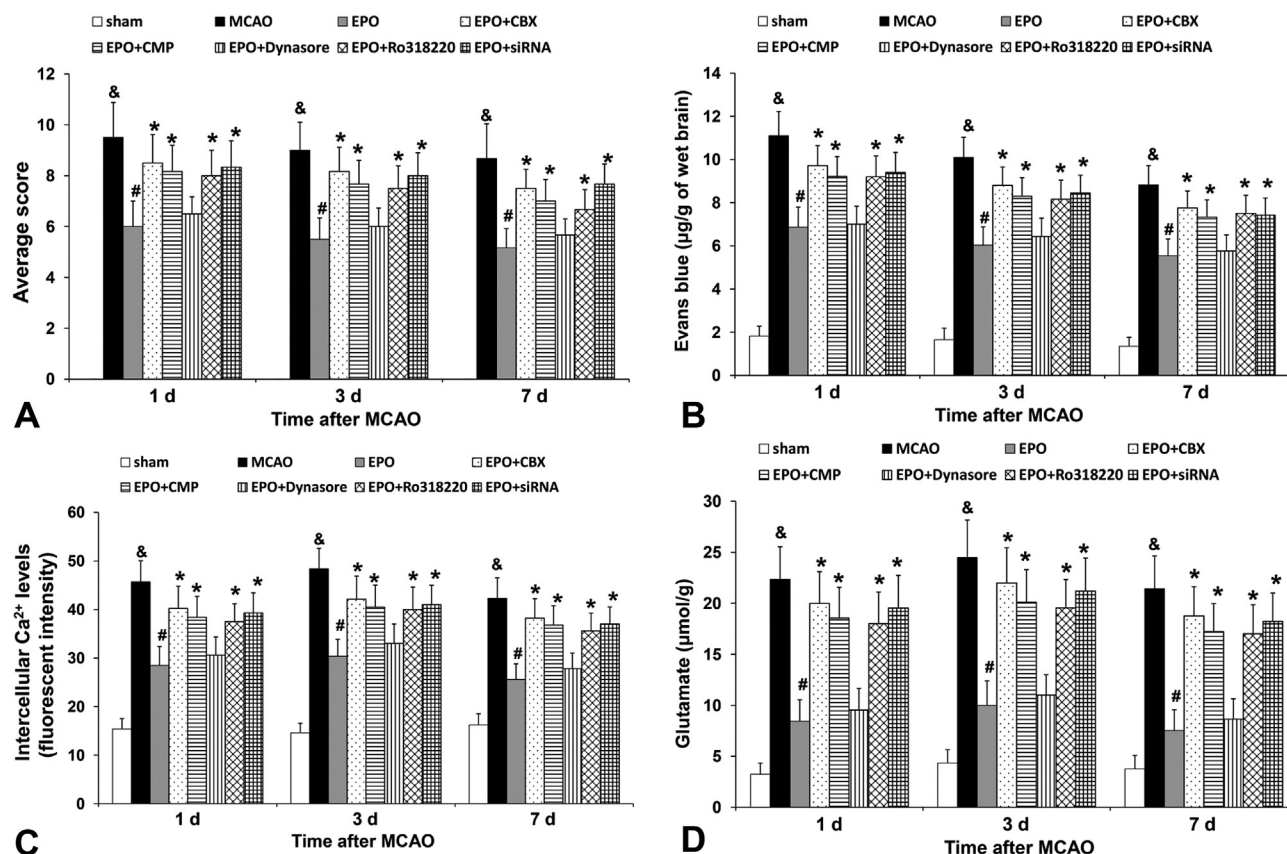 sham MCAO EPO EPO+CBX
EPO+CMP EPO+Dynasore EPO+Ro318220 EPO+siRNA
12
10
8
6
4
2
0
Average score
& # * * * *
& # * * * *
& # * * * *
1 d 3 d 7 d
Time after MCAO
A
sham MCAO EPO EPO+CBX
EPO+CMP EPO+Dynasore EPO+Ro318220 EPO+siRNA
14
12
10
8
6
4
2
0
Evans blue (µg/g of wet brain)
& # * * * *
& # * * * *
& # * * * *
1 d 3 d 7 d
Time after MCAO
B
sham MCAO EPO EPO+CBX
EPO+CMP EPO+Dynasore EPO+Ro318220 EPO+siRNA
60
50
40
30
20
10
0
Intercellular Ca²⁺ levels
(fluorescent intensity)
& # * * * *
& # * * * *
& # * * * *
1 d 3 d 7 d
Time after MCAO
C
sham MCAO EPO EPO+CBX
EPO+CMP EPO+Dynasore EPO+Ro318220 EPO+siRNA
30
25
20
15
10
5
0
Glutamate (µmol/g)
& # * * * *
& # * * * *
& # * * * *
1 d 3 d 7 d
Time after MCAO
D